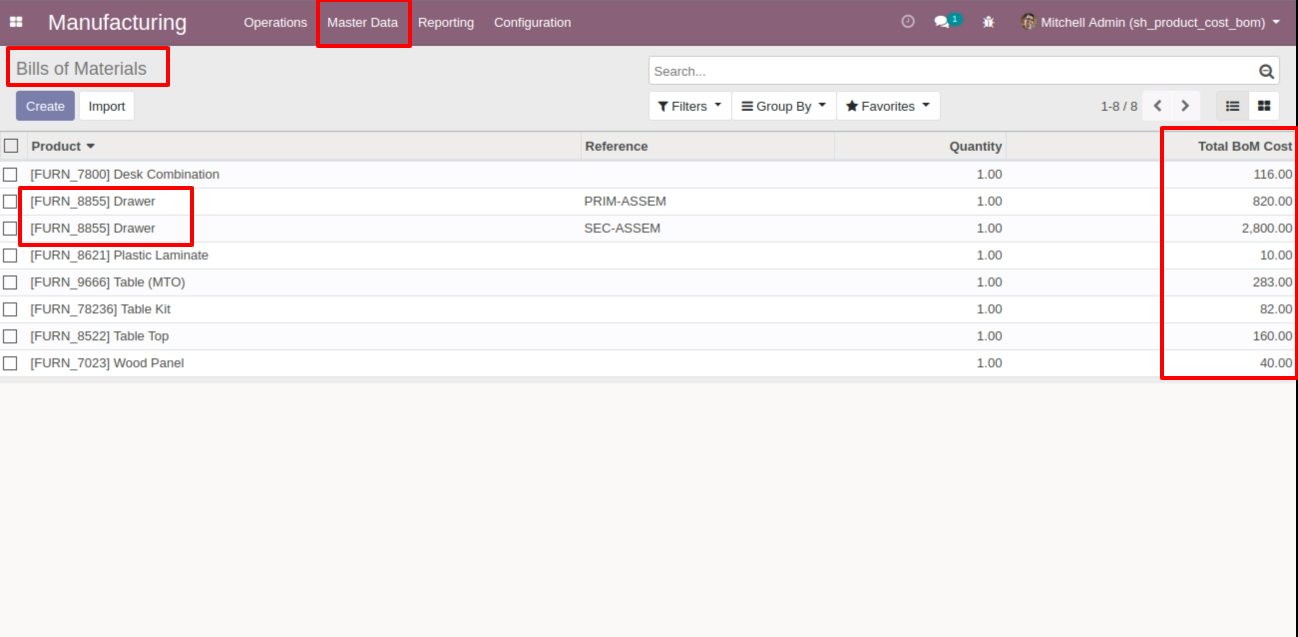 Manufacturing Operations Master Data Reporting Configuration 1 Mitchell Admin (sh_product_cost_bom)
Bills of Materials Search...
Create Import Filters Group By Favorites 1-8 / 8
Product Reference Quantity Total BoM Cost
[FURN_7800] Desk Combination 1.00 116.00
[FURN_8855] Drawer PRIM-ASSEM 1.00 820.00
[FURN_8855] Drawer SEC-ASSEM 1.00 2,800.00
[FURN_8621] Plastic Laminate 1.00 10.00
[FURN_9666] Table (MTO) 1.00 283.00
[FURN_78236] Table Kit 1.00 82.00
[FURN_8522] Table Top 1.00 160.00
[FURN_7023] Wood Panel 1.00 40.00